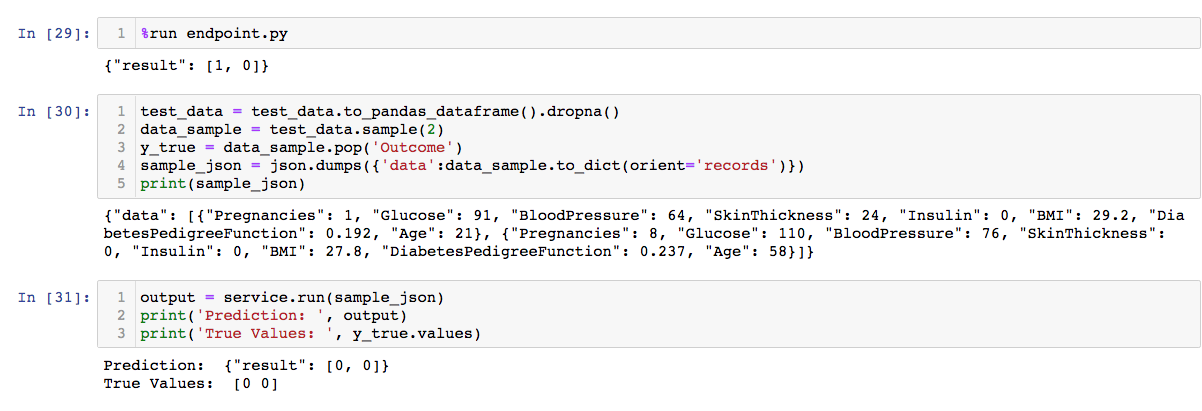 In [29]: 1 %run endpoint.py
{"result": [1, 0]}
In [30]: 1 test_data = test_data.to_pandas_dataframe().dropna()
2 data_sample = test_data.sample(2)
3 y_true = data_sample.pop('Outcome')
4 sample_json = json.dumps({'data':data_sample.to_dict(orient='records')})
5 print(sample_json)
{"data": [{"Pregnancies": 1, "Glucose": 91, "BloodPressure": 64, "SkinThickness": 24, "Insulin": 0, "BMI": 29.2, "Dia
betesPedigreeFunction": 0.192, "Age": 21}, {"Pregnancies": 8, "Glucose": 110, "BloodPressure": 76, "SkinThickness":
0, "Insulin": 0, "BMI": 27.8, "DiabetesPedigreeFunction": 0.237, "Age": 58}]}
In [31]: 1 output = service.run(sample_json)
2 print('Prediction: ', output)
3 print('True Values: ', y_true.values)
Prediction:  {"result": [0, 0]}
True Values:  [0 0]